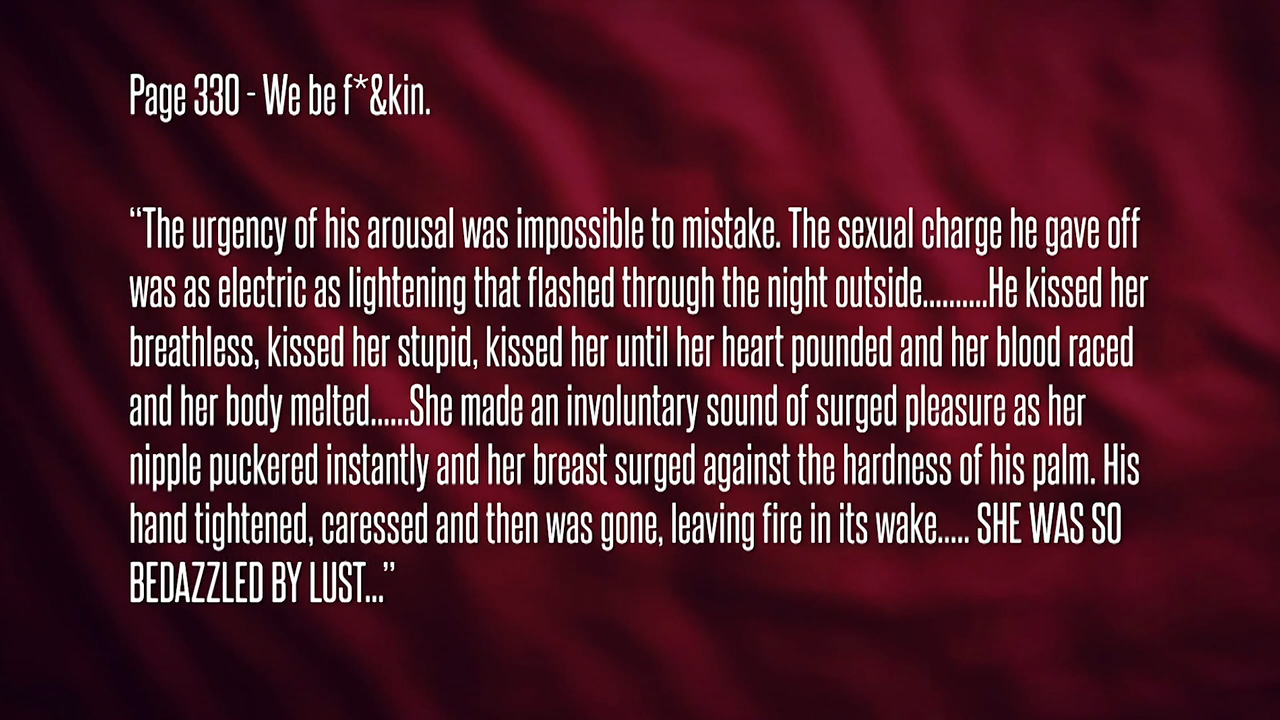 Page 330 - We be f*&kin.
“The urgency of his arousal was impossible to mistake. The sexual charge he gave off
was as electric as lightening that flashed through the night outside..........He kissed her
breathless, kissed her stupid, kissed her until her heart pounded and her blood raced
and her body melted......She made an involuntary sound of surged pleasure as her
nipple puckered instantly and her breast surged against the hardness of his palm. His
hand tightened, caressed and then was gone, leaving fire in its wake..... SHE WAS SO
BEDAZZLED BY LUST...”